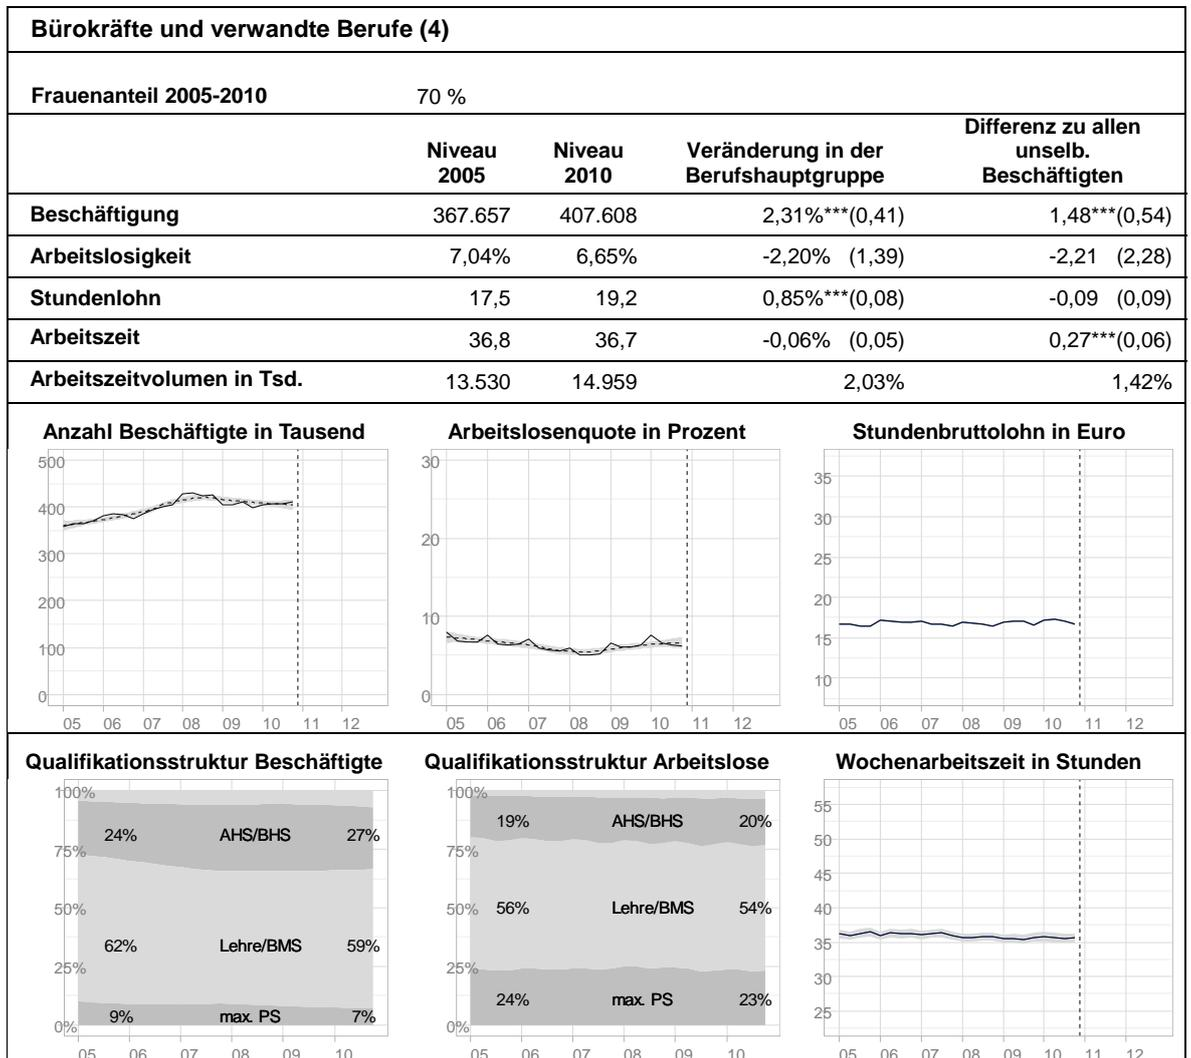 Bürokräfte und verwandte Berufe (4)
Frauenanteil 2005-2010 70 %
Niveau 2005 Niveau 2010 Veränderung in der Berufshauptgruppe Differenz zu allen unselb. Beschäftigten
Beschäftigung 367.657 407.608 2,31%***(0,41) 1,48***(0,54)
Arbeitslosigkeit 7,04% 6,65% -2,20% (1,39) -2,21 (2,28)
Stundenlohn 17,5 19,2 0,85%***(0,08) -0,09 (0,09)
Arbeitszeit 36,8 36,7 -0,06% (0,05) 0,27***(0,06)
Arbeitszeitvolumen in Tsd. 13.530 14.959 2,03% 1,42%
Anzahl Beschäftigte in Tausend
500
400
300
200
100
0
05 06 07 08 09 10 11 12
Arbeitslosenquote in Prozent
30
20
10
0
05 06 07 08 09 10 11 12
Stundenbruttolohn in Euro
35
30
25
20
15
10
05 06 07 08 09 10 11 12
Qualifikationsstruktur Beschäftigte
100%
24% AHS/BHS 27%
75%
50%
62% Lehre/BMS 59%
25%
9% max. PS 7%
0%
05 06 07 08 09 10
Qualifikationsstruktur Arbeitslose
100%
19% AHS/BHS 20%
75%
50%
56% Lehre/BMS 54%
25%
24% max. PS 23%
0%
05 06 07 08 09 10
Wochenarbeitszeit in Stunden
55
50
45
40
35
30
25
05 06 07 08 09 10 11 12